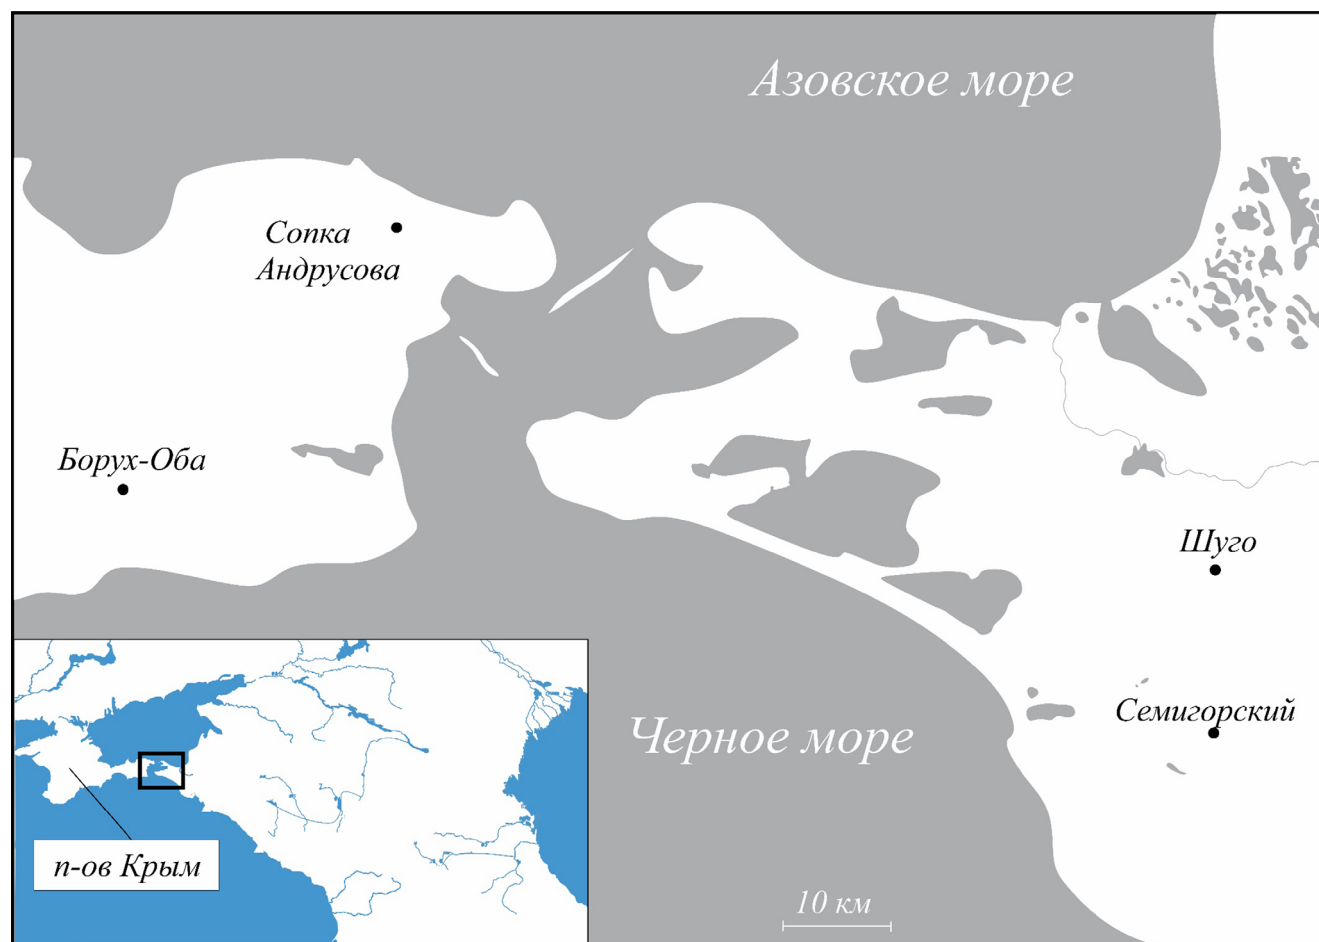 Азовское море
Сопка
Андрусова
Борух-Оба
Шуго
Семигорский
Черное море
п-ов Крым
10 км